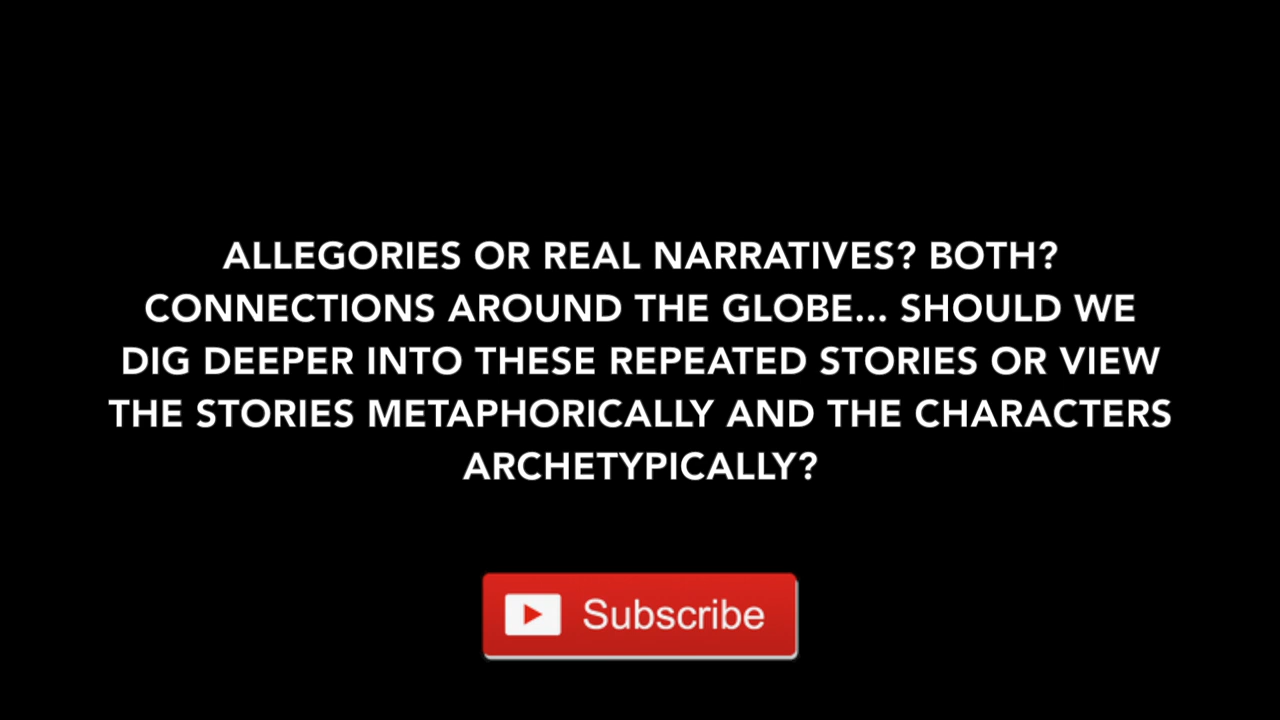 ALLEGORIES OR REAL NARRATIVES? BOTH?
CONNECTIONS AROUND THE GLOBE... SHOULD WE
DIG DEEPER INTO THESE REPEATED STORIES OR VIEW
THE STORIES METAPHORICALLY AND THE CHARACTERS
ARCHETYPICALLY?
Subscribe